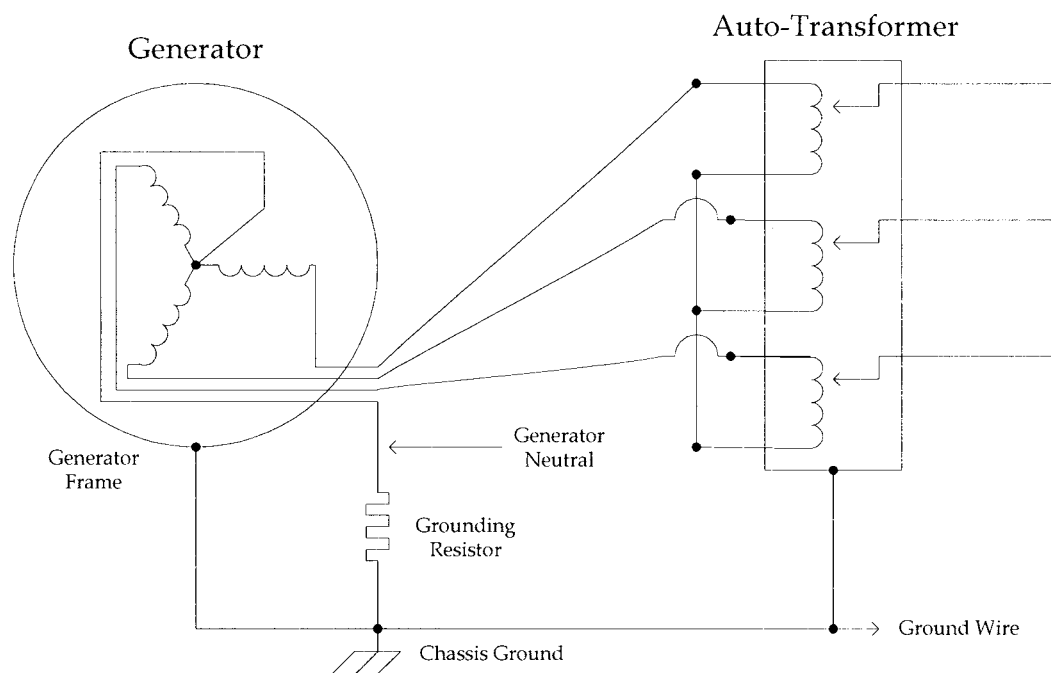 Generator
Auto-Transformer
Generator
Frame
Generator
Neutral
Grounding
Resistor
Chassis Ground
Ground Wire